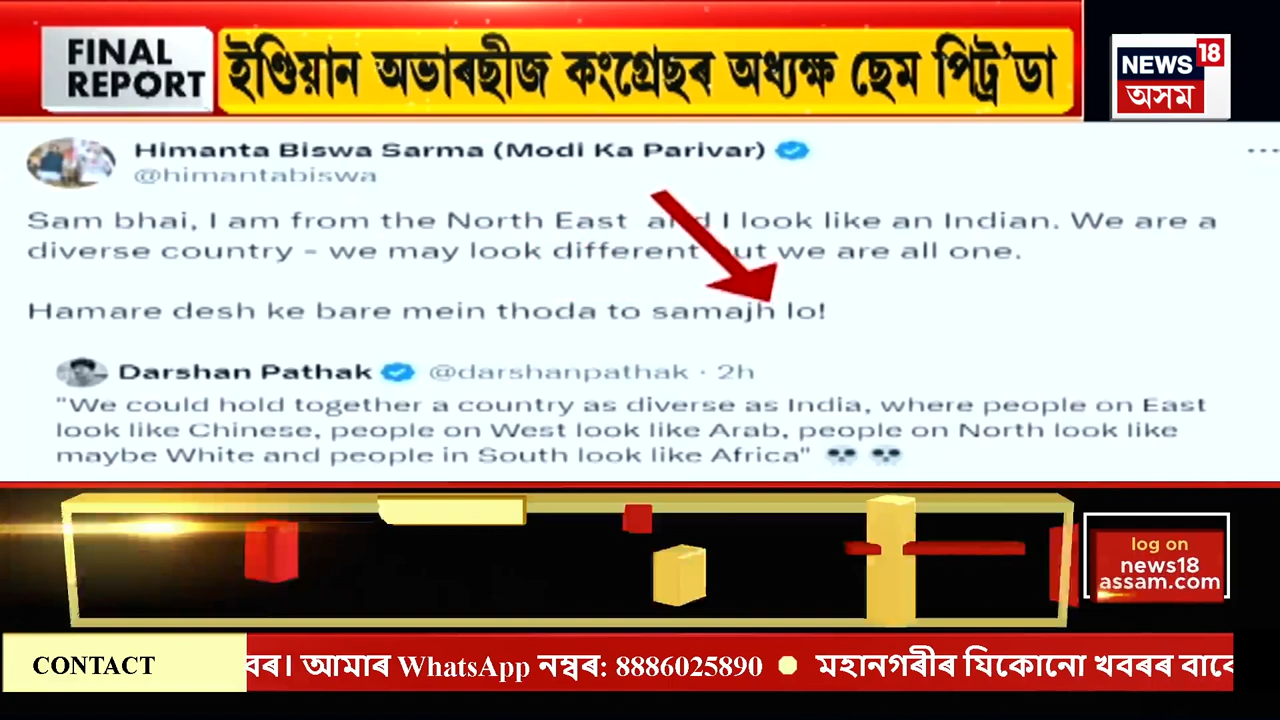 FINAL
REPORT
ইণ্ডিয়ান অভাৰছীজ কংগ্ৰেছৰ অধ্যক্ষ ছেম পিট্ৰ'ডা
NEWS 18
অসম
Himanta Biswa Sarma (Modi Ka Parivar)
@himantabiswa
Sam bhai, I am from the North East and I look like an Indian. We are a
diverse country - we may look different but we are all one.
Hamare desh ke bare mein thoda to samajh lo!
Darshan Pathak @darshanpathak · 2h
"We could hold together a country as diverse as India, where people on East
look like Chinese, people on West look like Arab, people on North look like
maybe White and people in South look like Africa" 💀 💀
log on
news18
assam.com
CONTACT
আমাৰ WhatsApp নম্বৰ: 8886025890 ● মহানগৰীৰ যিকোনো খবৰৰ বাবে